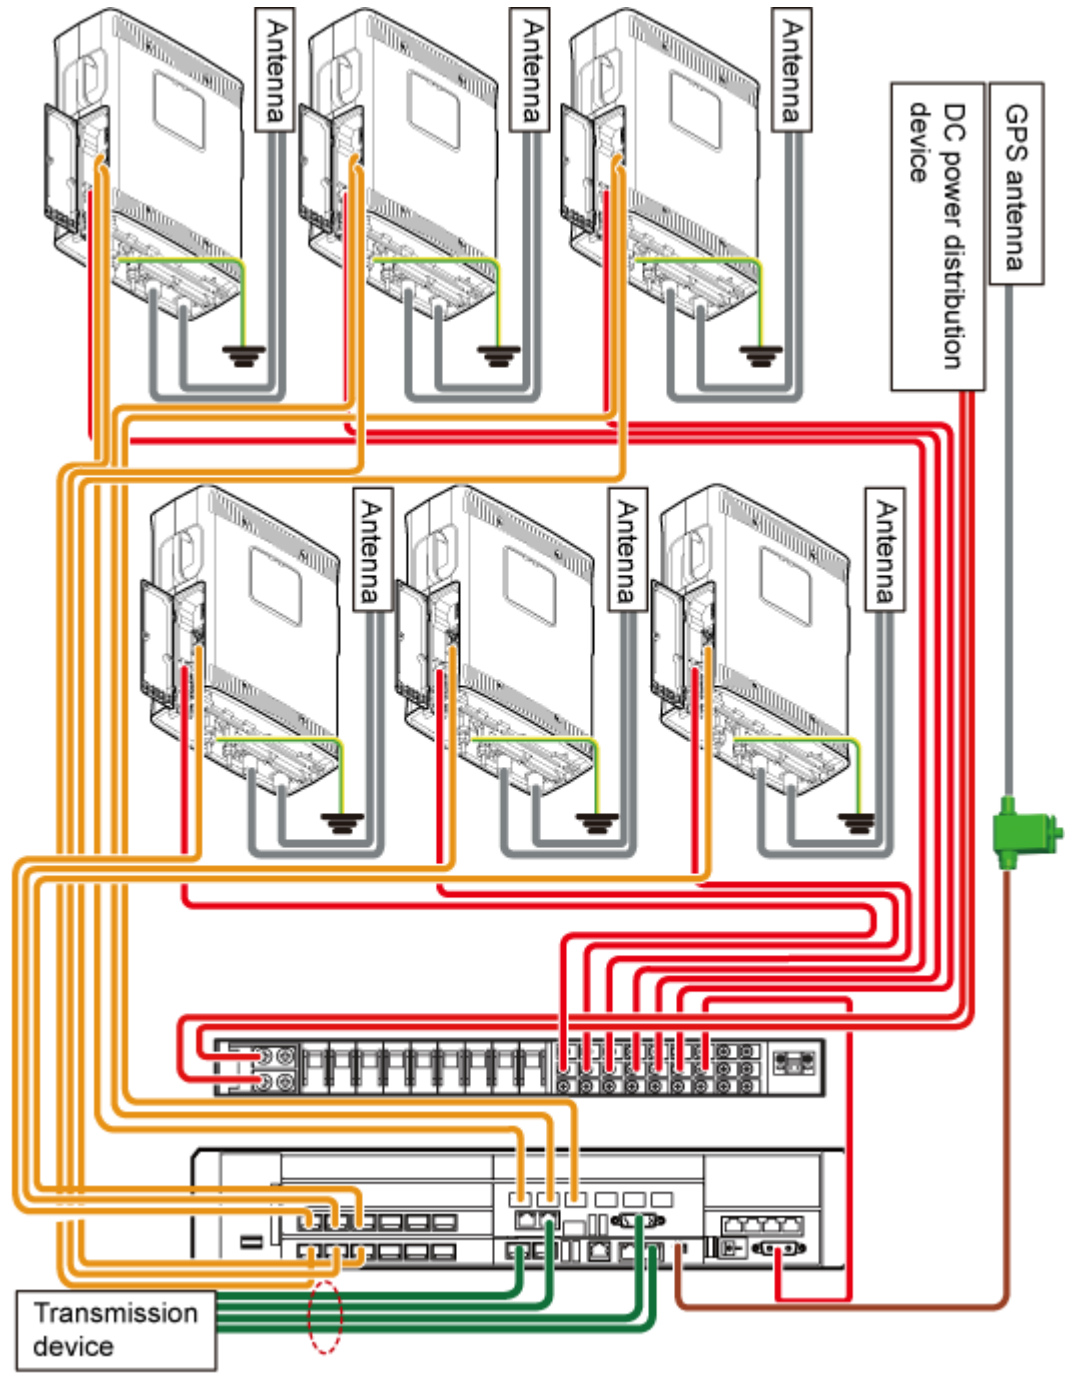 Antenna
Antenna
Antenna
DC power distribution
device
GPS antenna
Antenna
Antenna
Antenna
Transmission
device